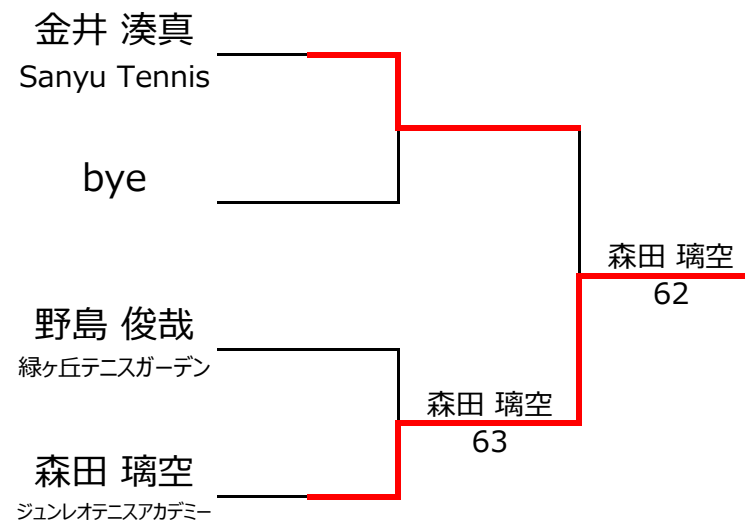 金井 湊真
Sanyu Tennis
bye
森田 璃空
62
野島 俊哉
緑ヶ丘テニスガーデン
森田 璃空
63
森田 璃空
ジュンレオテニスアカデミー